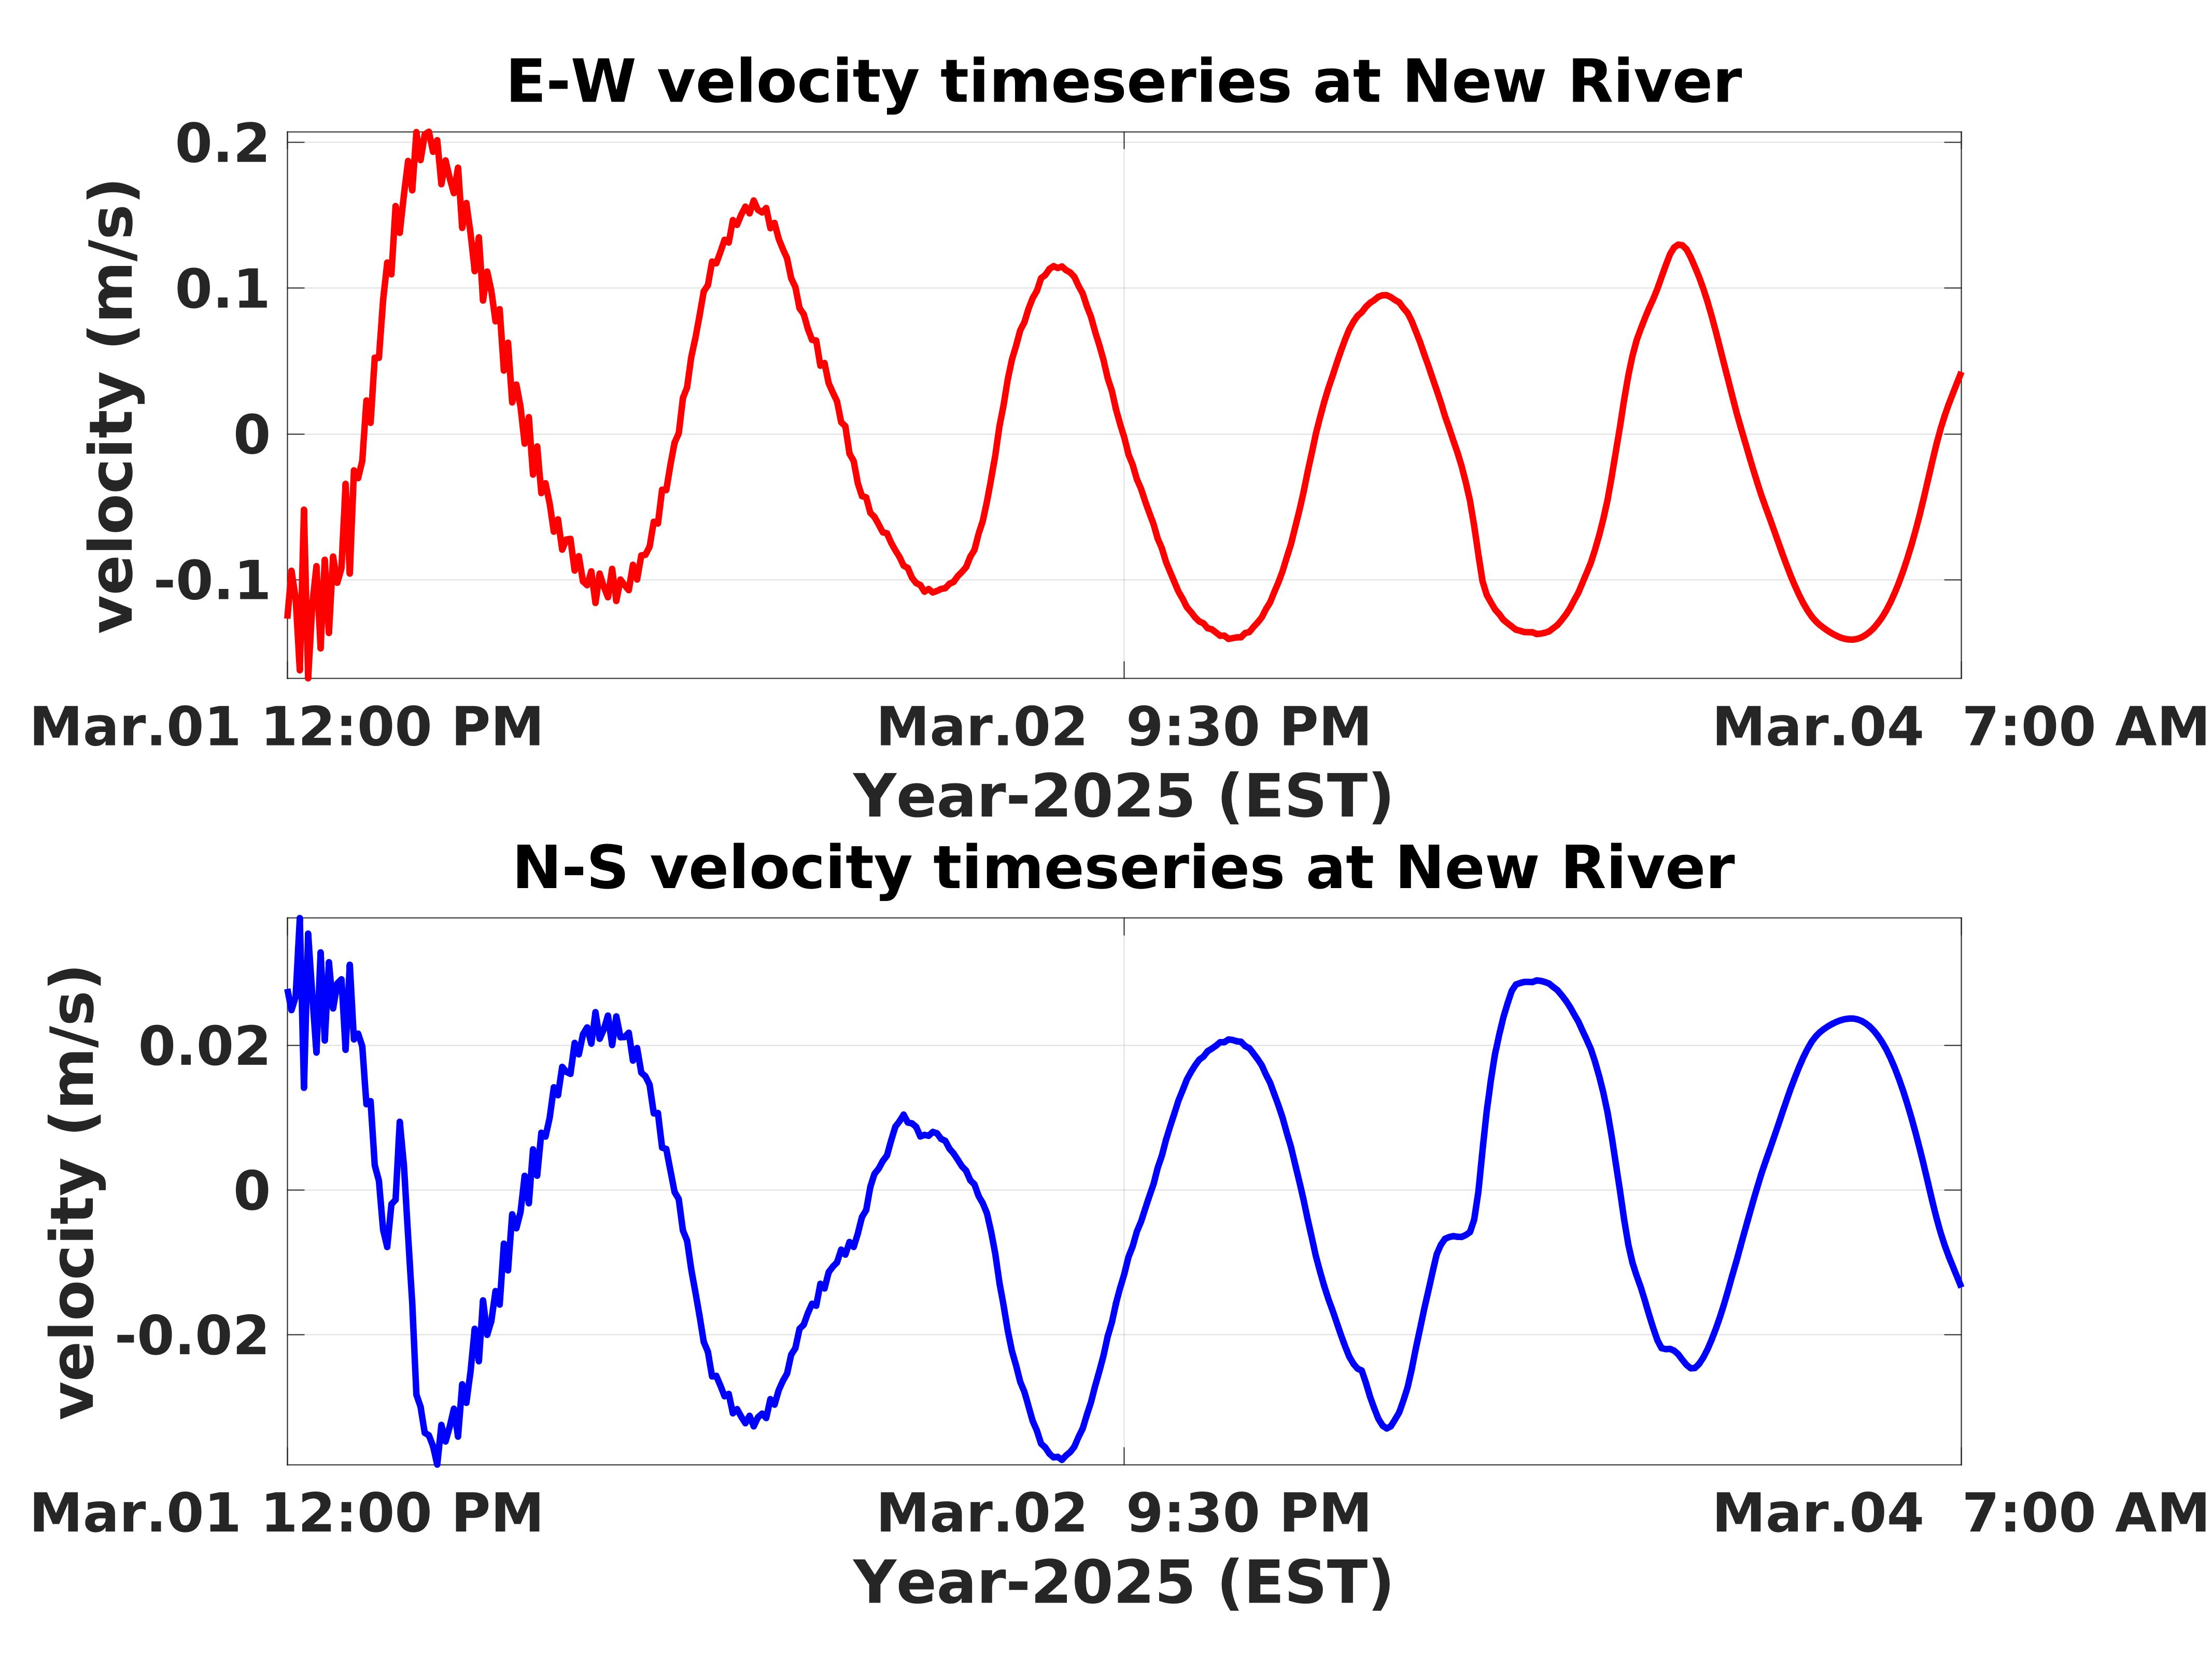 E-W velocity timeseries at New River
velocity (m/s)
0.2
0.1
0
-0.1
Mar.01 12:00 PM
Mar.02  9:30 PM
Mar.04  7:00 AM
Year-2025 (EST)
N-S velocity timeseries at New River
velocity (m/s)
0.02
0
-0.02
Mar.01 12:00 PM
Mar.02  9:30 PM
Mar.04  7:00 AM
Year-2025 (EST)